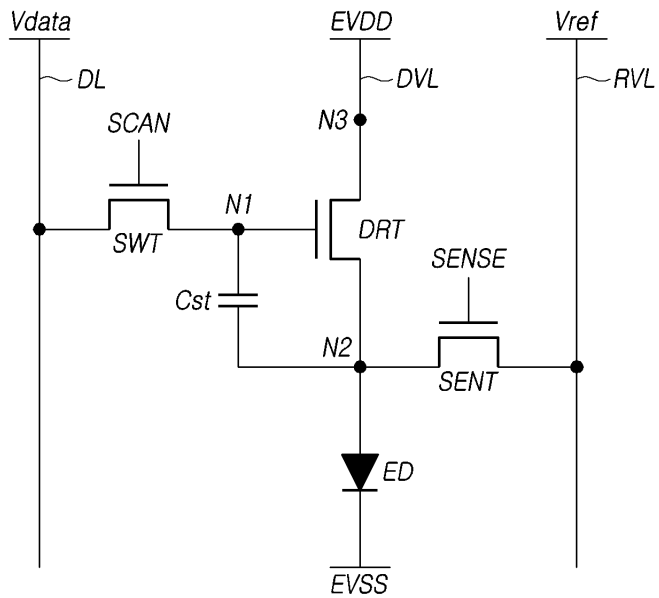 Vdata
EVDD
Vref
DL
DVL
RVL
N3
SCAN
N1
DRT
SWT
SENSE
Cst
N2
SENT
ED
EVSS